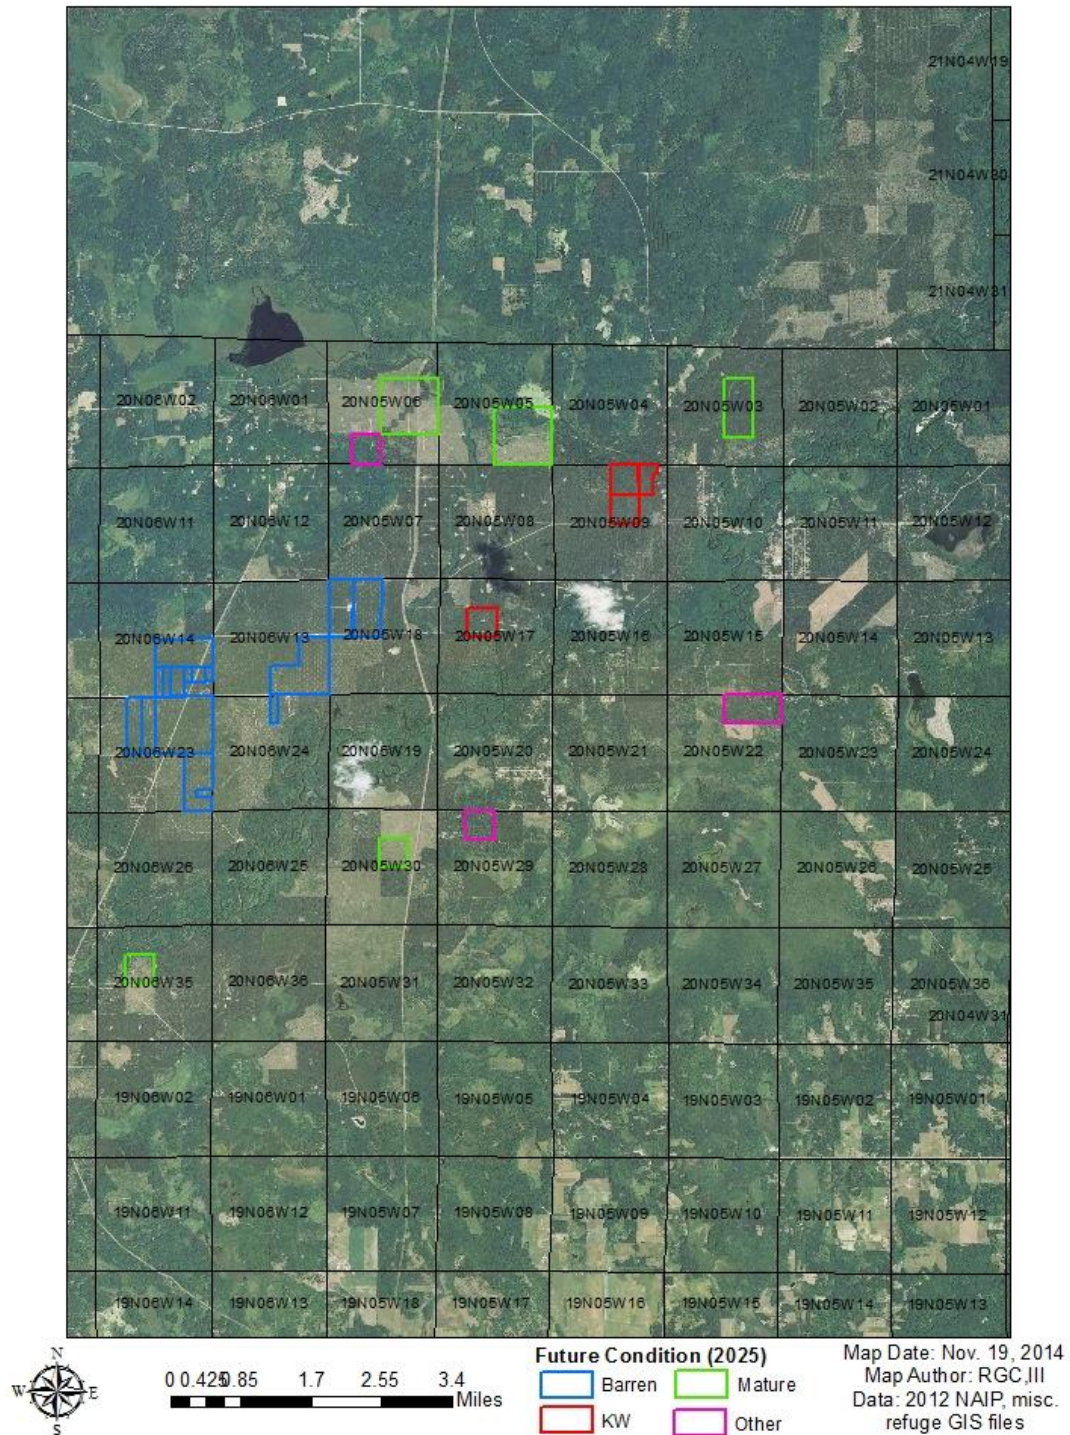 21N04W19
21N04W30
21N04W31
20N06W02 20N06W01 20N05W06 20N05W05 20N05W04 20N05W03 20N05W02 20N05W01
20N06W11 20N06W12 20N05W07 20N05W08 20N05W09 20N05W10 20N05W11 20N05W12
20N06W14 20N06W13 20N05W18 20N05W17 20N05W16 20N05W15 20N05W14 20N05W13
20N06W23 20N06W24 20N05W19 20N05W20 20N05W21 20N05W22 20N05W23 20N05W24
20N06W26 20N06W25 20N05W30 20N05W29 20N05W28 20N05W27 20N05W26 20N05W25
20N06W35 20N06W36 20N05W31 20N05W32 20N05W33 20N05W34 20N05W35 20N05W36
20N04W31
19N06W02 19N06W01 19N05W06 19N05W05 19N05W04 19N05W03 19N05W02 19N05W01
19N06W11 19N06W12 19N05W07 19N05W08 19N05W09 19N05W10 19N05W11 19N05W12
19N06W14 19N06W13 19N05W18 19N05W17 19N05W16 19N05W15 19N05W14 19N05W13
N
W E
S
0 0.425 0.85 1.7 2.55 3.4
Miles
Future Condition (2025)
Barren Mature
KW Other
Map Date: Nov. 19, 2014
Map Author: RGC,III
Data: 2012 NAIP, misc.
refuge GIS files